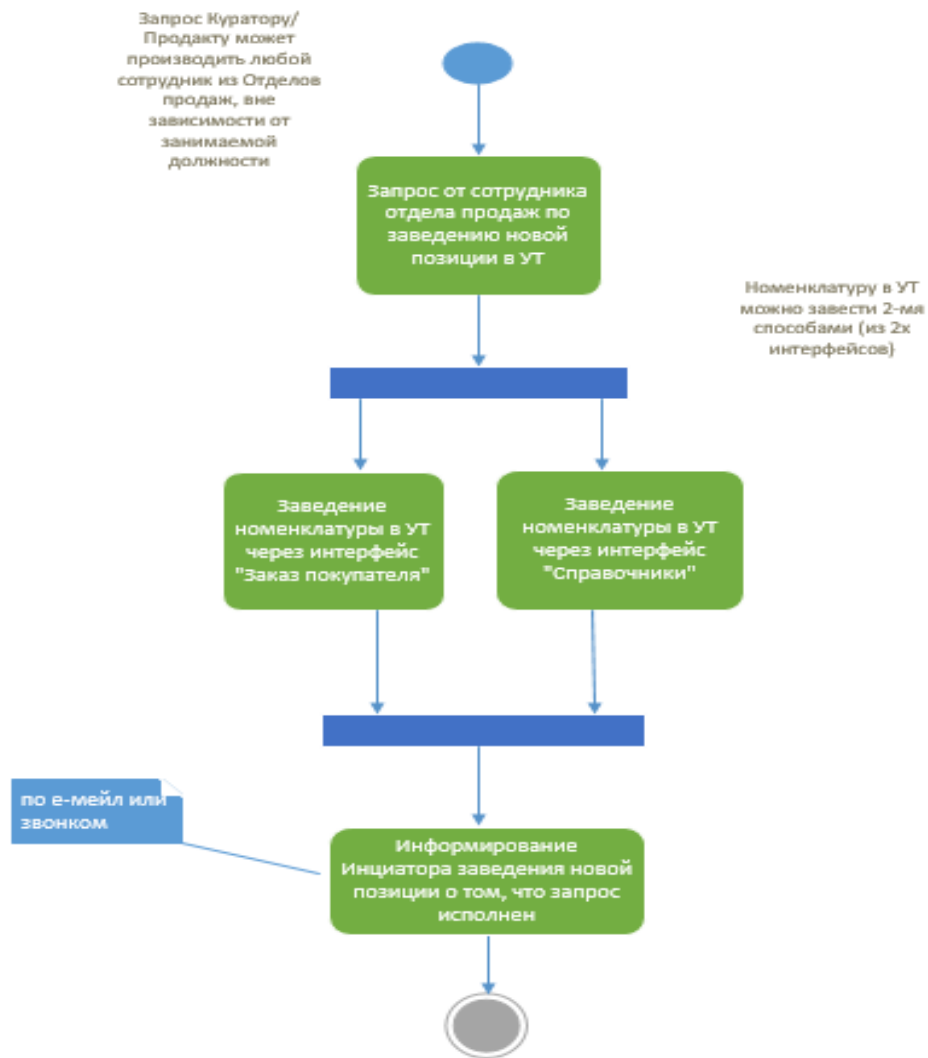 Запрос Куратору/
Продакту может
производить любой
сотрудник из Отделов
продаж, вне
зависимости от
занимаемой
должности
Запрос от сотрудника
отдела продаж по
заведению новой
позиции в УТ
Номенклатуру в УТ
можно завести 2-мя
способами (из 2х
интерфейсов)
Заведение
номенклатуры в УТ
через интерфейс
"Заказ покупателя"
Заведение
номенклатуры в УТ
через интерфейс
"Справочники"
по е-мейл или
звонком
Информирование
Инциатора заведения новой
позиции о том, что запрос
исполнен